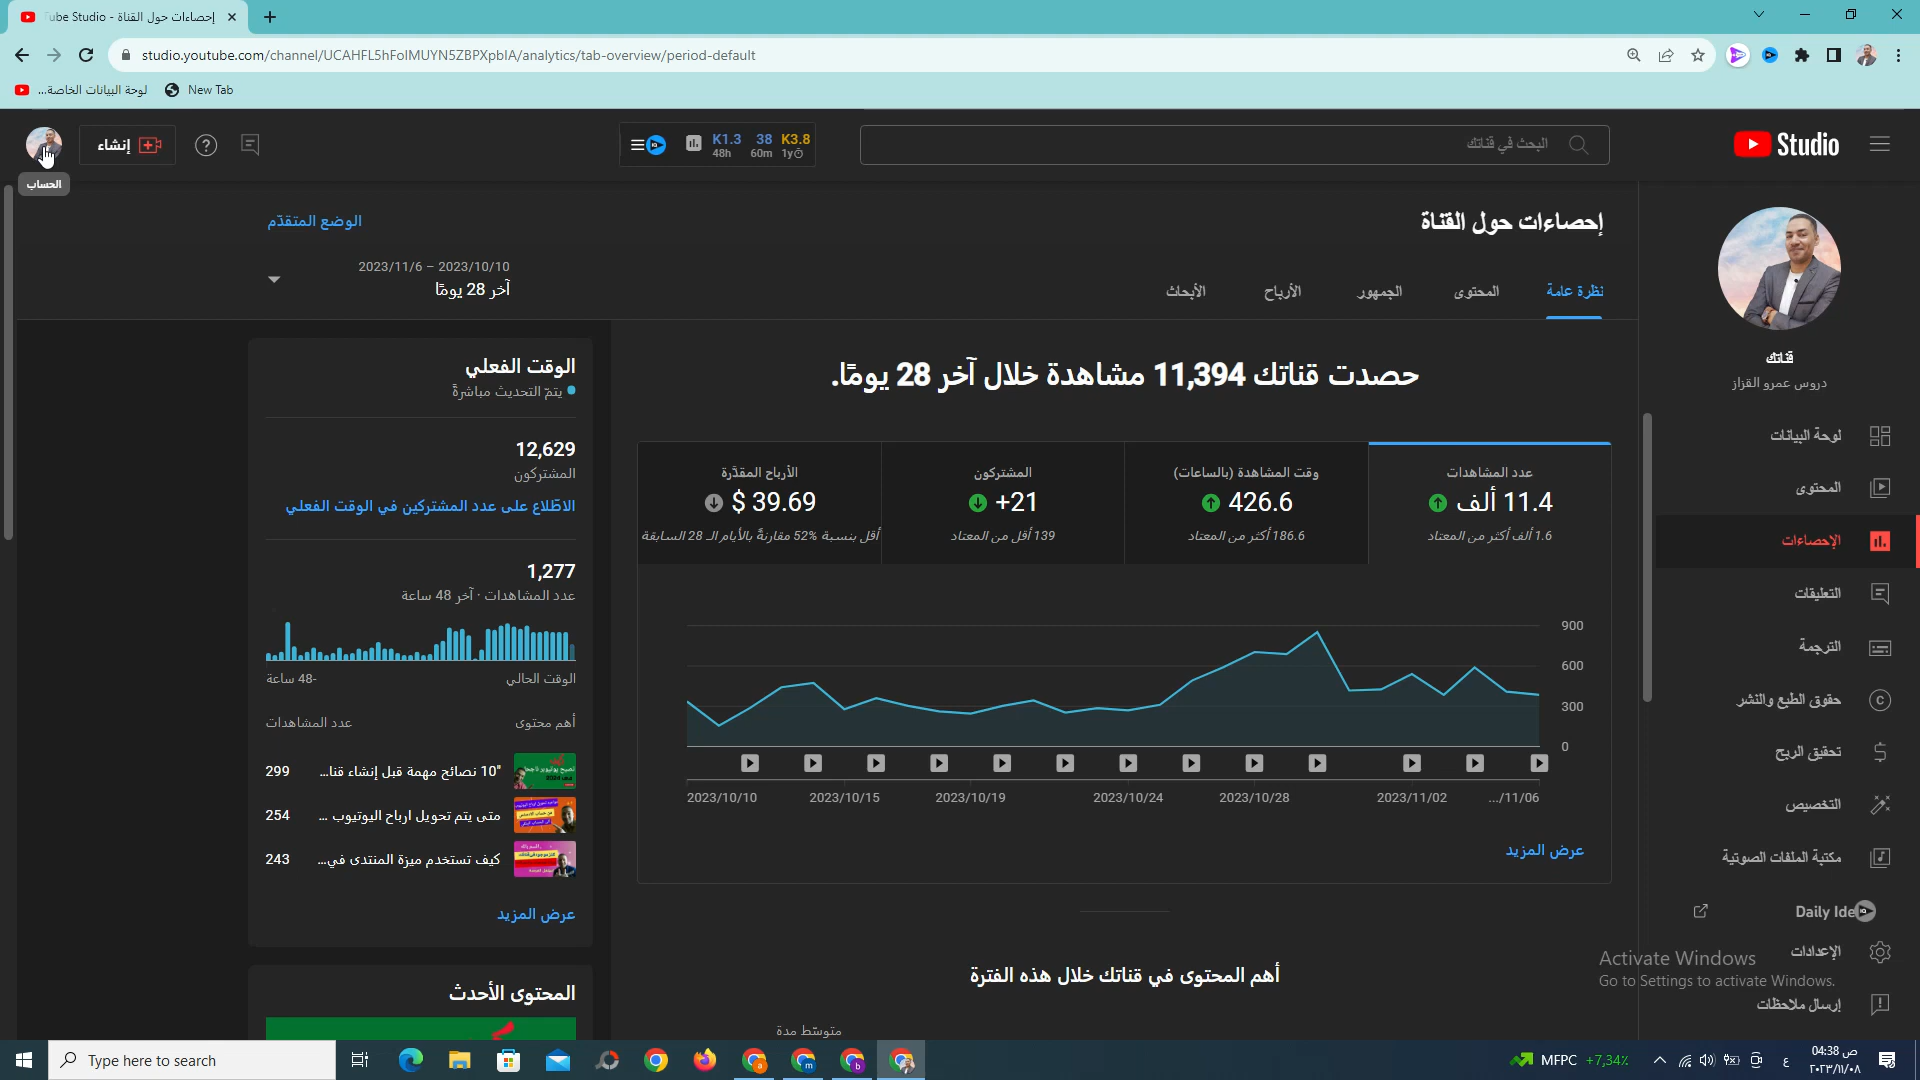 إحصاءات حول القناة - Tube Studio
studio.youtube.com/channel/UCAHFL5hFoIMUYN5ZBPXpbIA/analytics/tab-overview/period-default
لوحة البيانات الخاصة...
New Tab
Studio
البحث في قناتك
K1.3 38 K3.8
48h 60m 1y
إنشاء
الحساب
إحصاءات حول القناة
الوضع المتقدّم
2023/11/6 – 2023/10/10
آخر 28 يومًا
نظرة عامة
المحتوى
الجمهور
الأرباح
الأبحاث
قناتك
دروس عمرو القزاز
لوحة البيانات
المحتوى
الإحصاءات
التعليقات
الترجمة
حقوق الطبع والنشر
تحقيق الربح
التخصيص
مكتبة الملفات الصوتية
Daily Ide
الإعدادات
إرسال ملاحظات
حصدت قناتك 11,394 مشاهدة خلال آخر 28 يومًا.
عدد المشاهدات
11.4 ألف
1.6 ألف أكثر من المعتاد
وقت المشاهدة (بالساعات)
426.6
186.6 أكثر من المعتاد
المشتركون
+21
139 أقل من المعتاد
الأرباح المقدَّرة
$ 39.69
أقل بنسبة 52% مقارنةً بالأيام الـ 28 السابقة
900
600
300
0
2023/10/10
2023/10/15
2023/10/19
2023/10/24
2023/10/28
2023/11/02
.../11/06
عرض المزيد
أهم المحتوى في قناتك خلال هذه الفترة
متوسّط مدة
الوقت الفعلي
يتمّ التحديث مباشرةً
12,629
المشتركون
الاطّلاع على عدد المشتركين في الوقت الفعلي
1,277
عدد المشاهدات · آخر 48 ساعة
الوقت الحالي
-48 ساعة
أهم محتوى
عدد المشاهدات
"10 نصائح مهمة قبل إنشاء قنا...
299
متى يتم تحويل ارباح اليوتيوب ...
254
كيف تستخدم ميزة المنتدى في...
243
عرض المزيد
المحتوى الأحدث
Activate Windows
Go to Settings to activate Windows.
Type here to search
MFPC +7,34%
ع
04:38 ص
٢٠٢٣/١١/٠٨